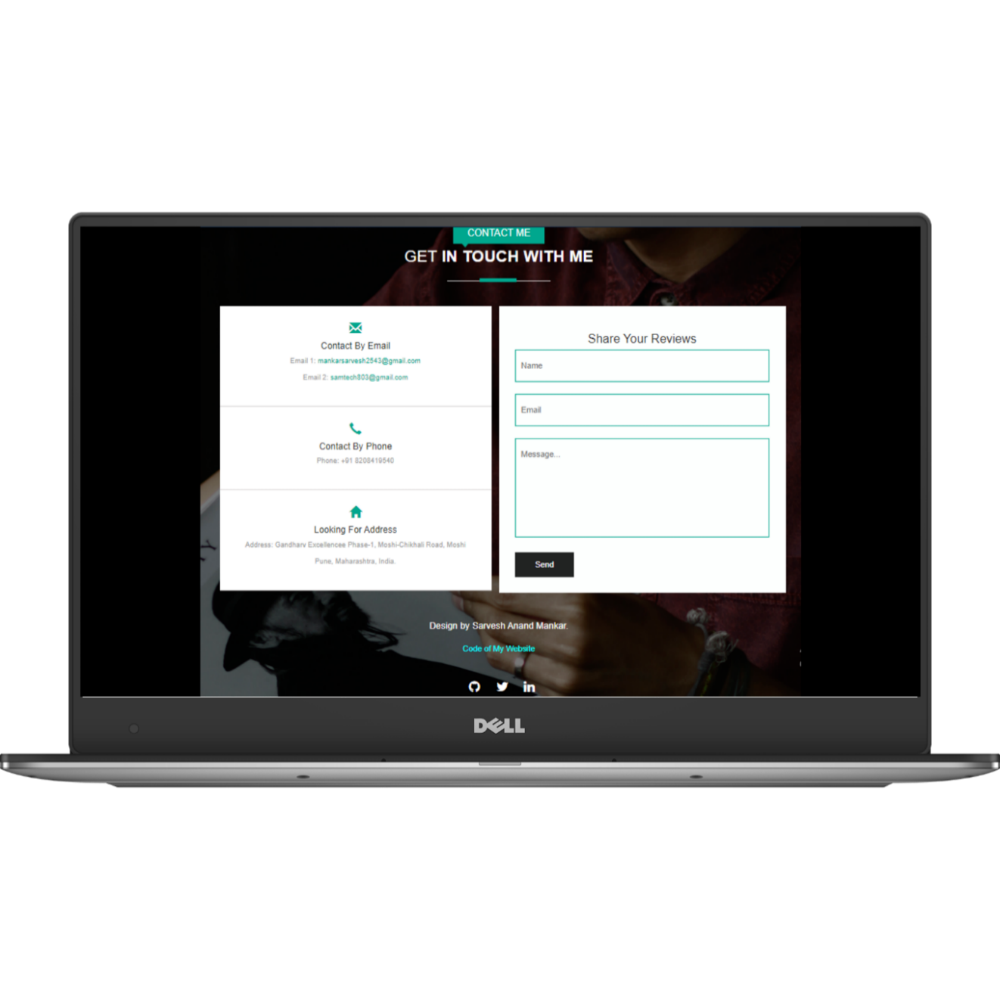 CONTACT ME
GET IN TOUCH WITH ME
Contact By Email
Email 1: mankarsarvesh2543@gmail.com
Email 2: samtech803@gmail.com
Contact By Phone
Phone: +91 8208419540
Looking For Address
Address: Gandharv Excellencee Phase-1, Moshi-Chikhali Road, Moshi
Pune, Maharashtra, India.
Share Your Reviews
Name
Email
Message...
Send
Design by Sarvesh Anand Mankar.
Code of My Website
in
DELL